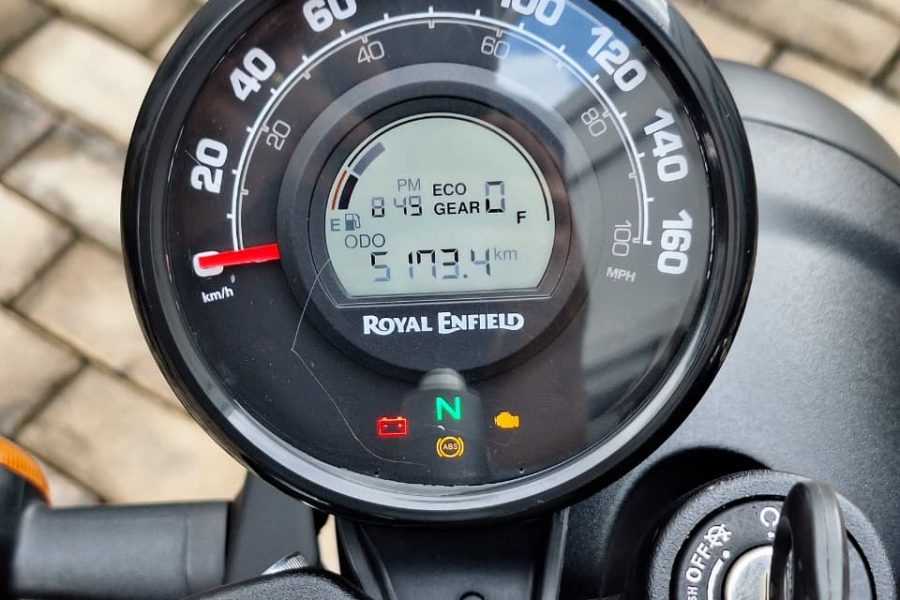 20
40
60
100
120
140
160
20
40
60
80
100
km/h
MPH
PM
8:49
ECO
GEAR 0
E
F
ODO
5173.4 km
ROYAL ENFIELD
N
ABS
OFF